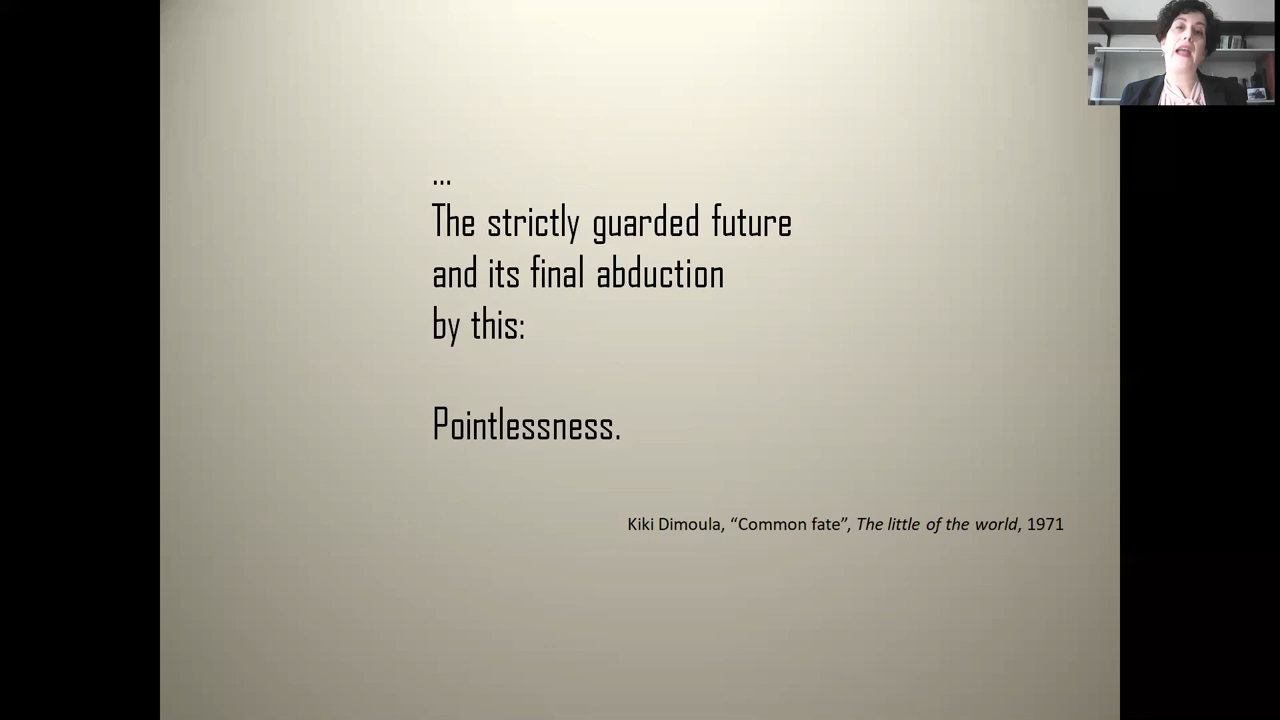 ...
The strictly guarded future
and its final abduction
by this:
Pointlessness.
Kiki Dimoula, “Common fate”, The little of the world, 1971